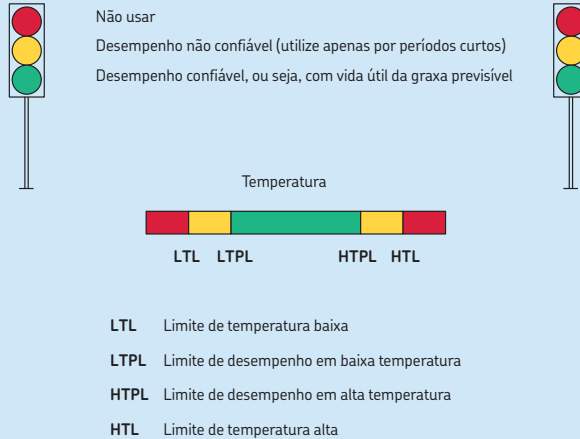 Não usar
Desempenho não confiável (utilize apenas por períodos curtos)
Desempenho confiável, ou seja, com vida útil da graxa previsível
Temperatura
LTL LTPL HTPL HTL
LTL Limite de temperatura baixa
LTPL Limite de desempenho em baixa temperatura
HTPL Limite de desempenho em alta temperatura
HTL Limite de temperatura alta